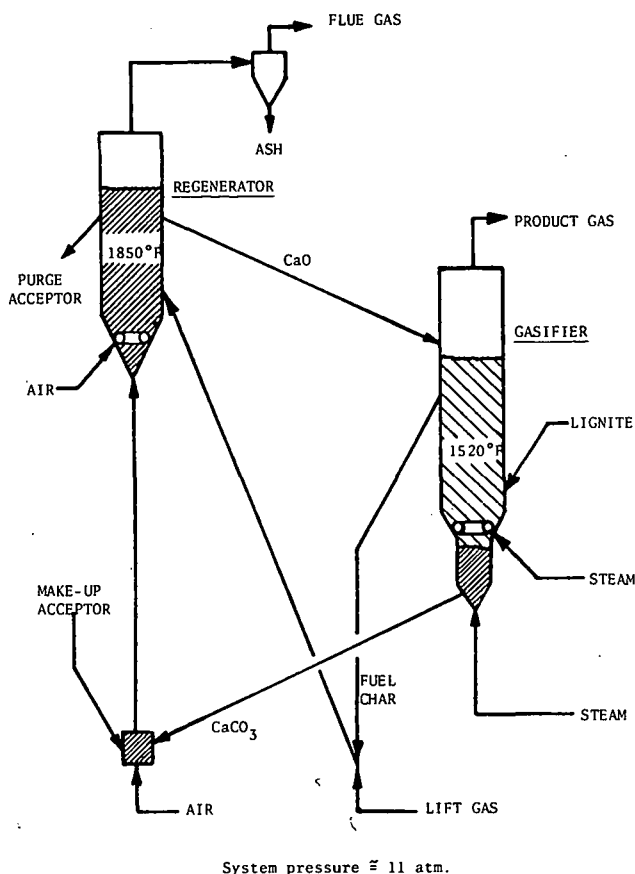 FLUE GAS
ASH
REGENERATOR
PRODUCT GAS
1850°F
CaO
PURGE
ACCEPTOR
GASIFIER
AIR
LIGNITE
1520°F
STEAM
MAKE-UP
ACCEPTOR
FUEL
CHAR
STEAM
CaCO3
AIR
LIFT GAS
System pressure ≅ 11 atm.